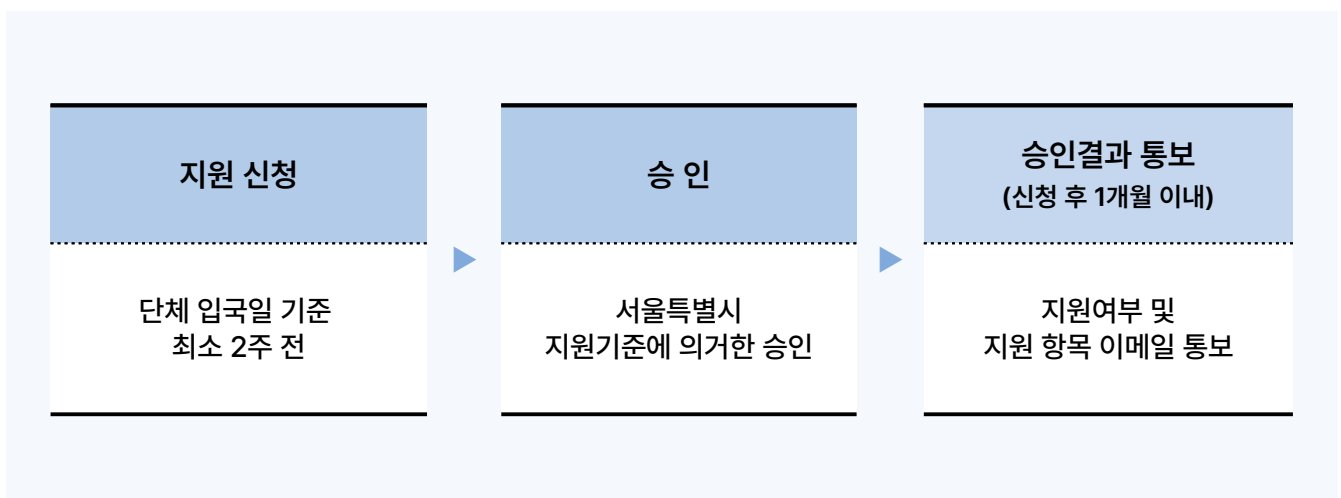 지원 신청
단체 입국일 기준
최소 2주 전
승 인
서울특별시
지원기준에 의거한 승인
승인결과 통보
(신청 후 1개월 이내)
지원여부 및
지원 항목 이메일 통보